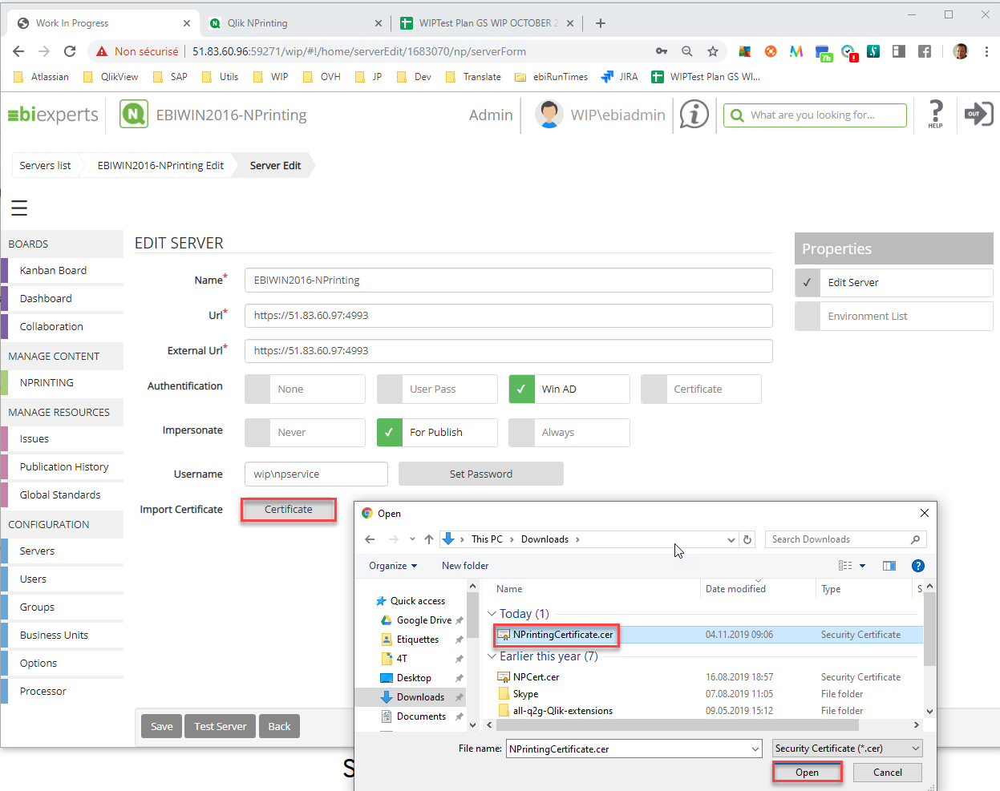 Work In Progress
Qlik NPrinting
WIPTest Plan GS WIP OCTOBER 2
Non sécurisé
51.83.60.96:59271/wip/#!/home/serverEdit/1683070/np/serverForm
7h
Atlassian
QlikView
SAP
Utils
WIP
OVH
JP
Dev
Translate
ebiRunTimes
JIRA
WIPTest Plan GS WI...
ebiexperts
EBIWIN2016-NPrinting
Admin
WIP\ebiadmin
What are you looking for...
HELP
OUT
Servers list
EBIWIN2016-NPrinting Edit
Server Edit
BOARDS
Kanban Board
Dashboard
Collaboration
MANAGE CONTENT
NPRINTING
MANAGE RESOURCES
Issues
Publication History
Global Standards
CONFIGURATION
Servers
Users
Groups
Business Units
Options
Processor
EDIT SERVER
Name* EBIWIN2016-NPrinting
Url* https://51.83.60.97:4993
External Url* https://51.83.60.97:4993
Authentification None User Pass Win AD Certificate
Impersonate Never For Publish Always
Username wip\npservice Set Password
Import Certificate Certificate
Save Test Server Back
Properties
Edit Server
Environment List
Open
This PC > Downloads >
Search Downloads
Organize
New folder
Quick access
Google Drive
Etiquettes
4T
Desktop
Downloads
Documents
Name Date modified Type S
Today (1)
NPrintingCertificate.cer 04.11.2019 09:06 Security Certificate
Earlier this year (7)
NPCert.cer 16.08.2019 18:57 Security Certificate
Skype 07.08.2019 11:05 File folder
all-q2g-Qlik-extensions 09.05.2019 15:12 File folder
File name: NPrintingCertificate.cer Security Certificate (*.cer)
Open Cancel
S